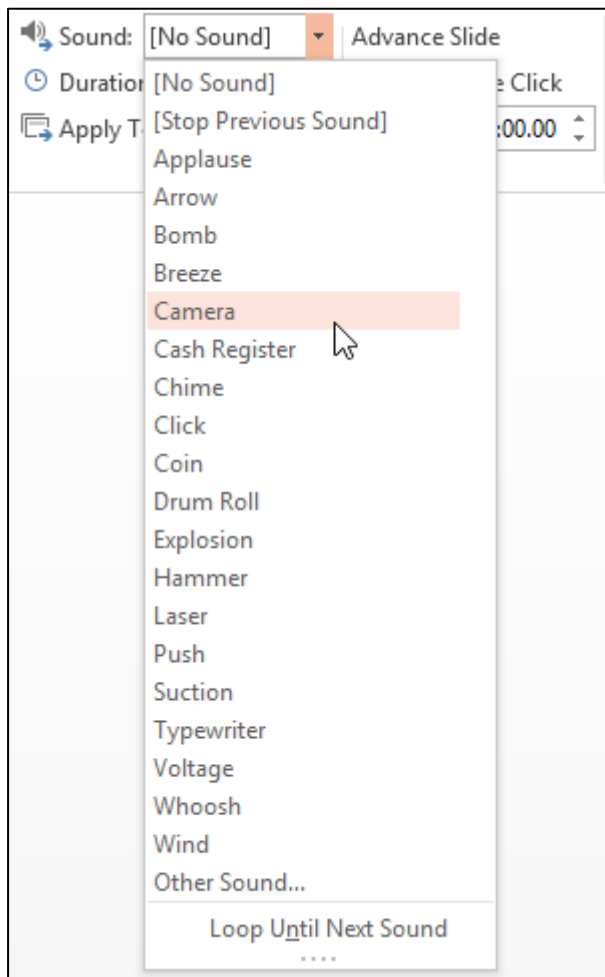 Sound: [No Sound] Advance Slide
Duration
Click
Apply T
:00.00
[No Sound]
[Stop Previous Sound]
Applause
Arrow
Bomb
Breeze
Camera
Cash Register
Chime
Click
Coin
Drum Roll
Explosion
Hammer
Laser
Push
Suction
Typewriter
Voltage
Whoosh
Wind
Other Sound...
Loop Until Next Sound